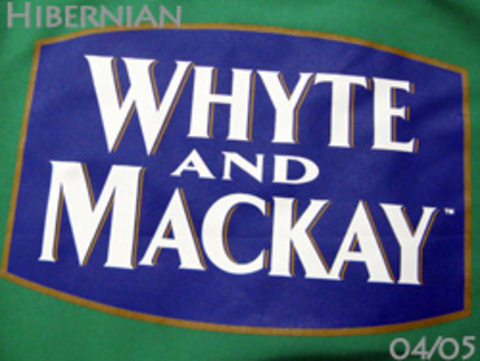 HIBERNIAN
WHYTE
AND
MACKAY™
04/05